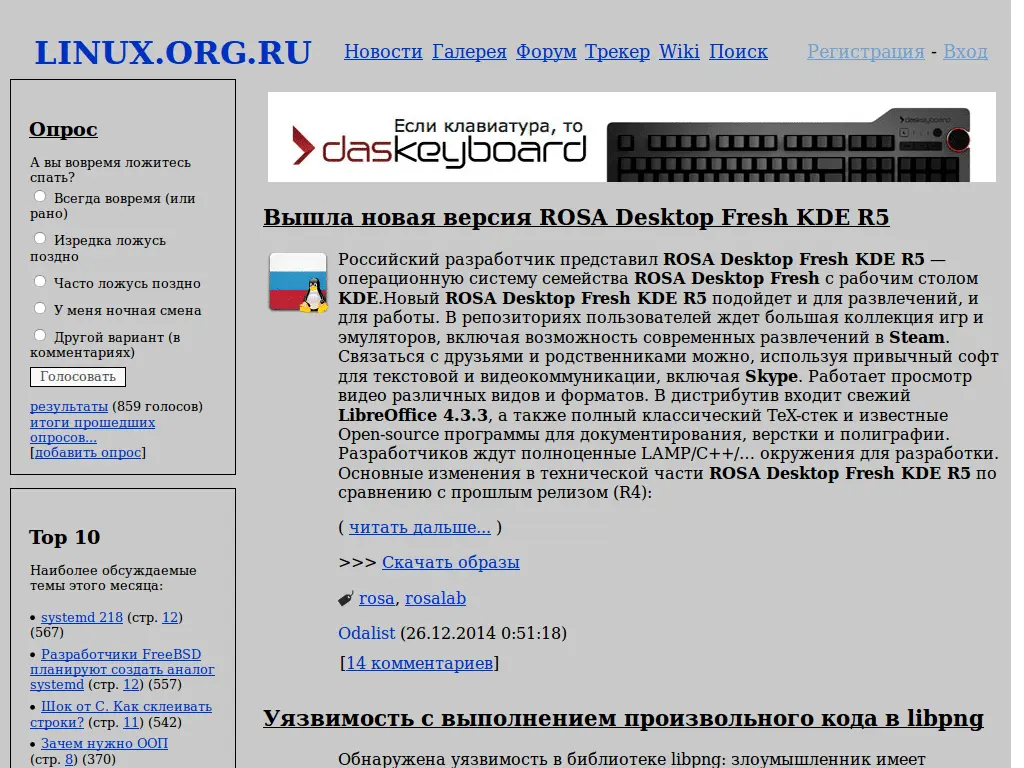 LINUX.ORG.RU
Новости Галерея Форум Трекер Wiki Поиск
Регистрация - Вход
Опрос
А вы вовремя ложитесь
спать?
Всегда вовремя (или
рано)
Изредка ложусь
поздно
Часто ложусь поздно
У меня ночная смена
Другой вариант (в
комментариях)
Голосовать
результаты (859 голосов)
итоги прошедших
опросов...
[добавить опрос]
Top 10
Наиболее обсуждаемые
темы этого месяца:
• systemd 218 (стр. 12)
(567)
• Разработчики FreeBSD
планируют создать аналог
systemd (стр. 12) (557)
• Шок от С. Как склеивать
строки? (стр. 11) (542)
• Зачем нужно ООП
(стр. 8) (370)
Если клавиатура, то
daskeyboard
daskeyboard
Вышла новая версия ROSA Desktop Fresh KDE R5
Российский разработчик представил ROSA Desktop Fresh KDE R5 —
операционную систему семейства ROSA Desktop Fresh с рабочим столом
KDE.Новый ROSA Desktop Fresh KDE R5 подойдет и для развлечений, и
для работы. В репозиториях пользователей ждет большая коллекция игр и
эмуляторов, включая возможность современных развлечений в Steam.
Связаться с друзьями и родственниками можно, используя привычный софт
для текстовой и видеокоммуникации, включая Skype. Работает просмотр
видео различных видов и форматов. В дистрибутив входит свежий
LibreOffice 4.3.3, а также полный классический TeX-стек и известные
Open-source программы для документирования, верстки и полиграфии.
Разработчиков ждут полноценные LAMP/C++/... окружения для разработки.
Основные изменения в технической части ROSA Desktop Fresh KDE R5 по
сравнению с прошлым релизом (R4):
( читать дальше... )
>>> Скачать образы
rosa, rosalab
Odalist (26.12.2014 0:51:18)
[14 комментариев]
Уязвимость с выполнением произвольного кода в libpng
Обнаружена уязвимость в библиотеке libpng: злоумышленник имеет